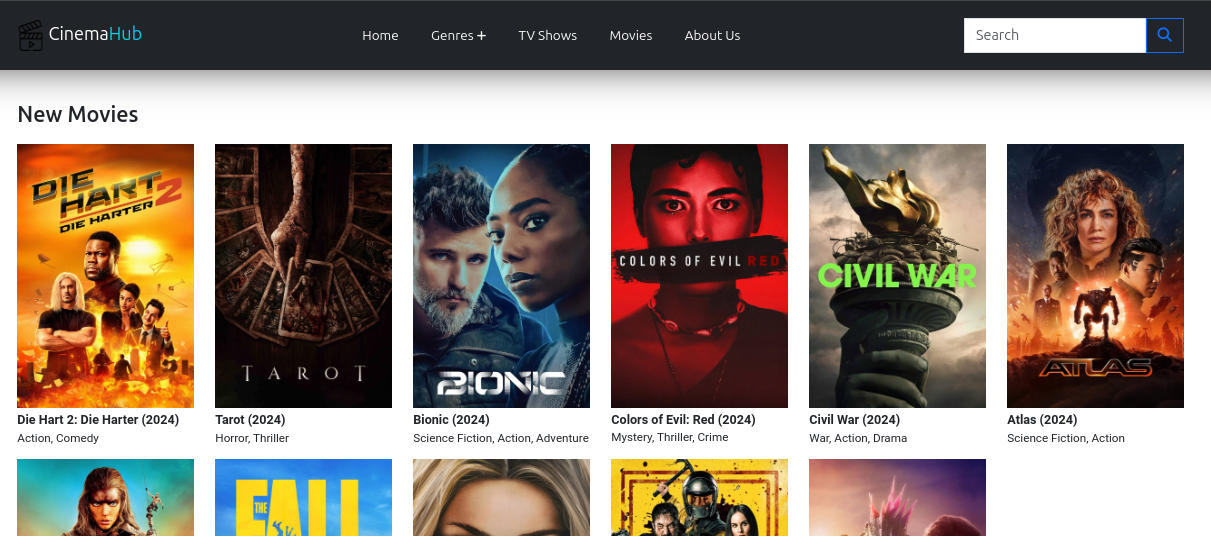 CinemaHub
Home
Genres +
TV Shows
Movies
About Us
Search
New Movies
DIE HART 2
DIE HARTER
TAROT
BIONIC
COLORS OF EVIL RED
CIVIL WAR
ATLAS
Die Hart 2: Die Harter (2024)
Action, Comedy
Tarot (2024)
Horror, Thriller
Bionic (2024)
Science Fiction, Action, Adventure
Colors of Evil: Red (2024)
Mystery, Thriller, Crime
Civil War (2024)
War, Action, Drama
Atlas (2024)
Science Fiction, Action
THE
FALL